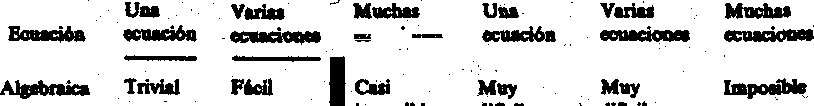 Una Varias Muchas Una Varias Muchas
Ecuación ecuación ecuaciones ecuación ecuaciones ecuaciones
Algebraica Trivial Fácil Casi Muy Muy Imposible